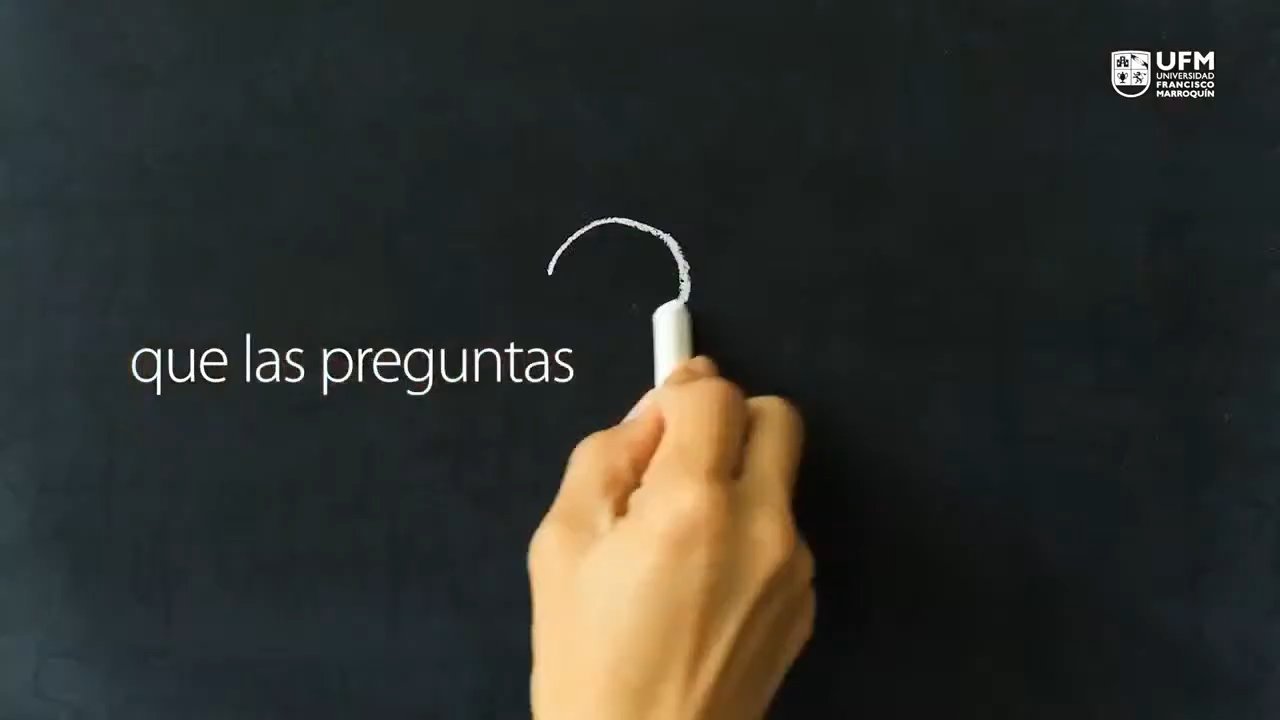 UFM
UNIVERSIDAD
FRANCISCO
MARROQUÍN
que las preguntas